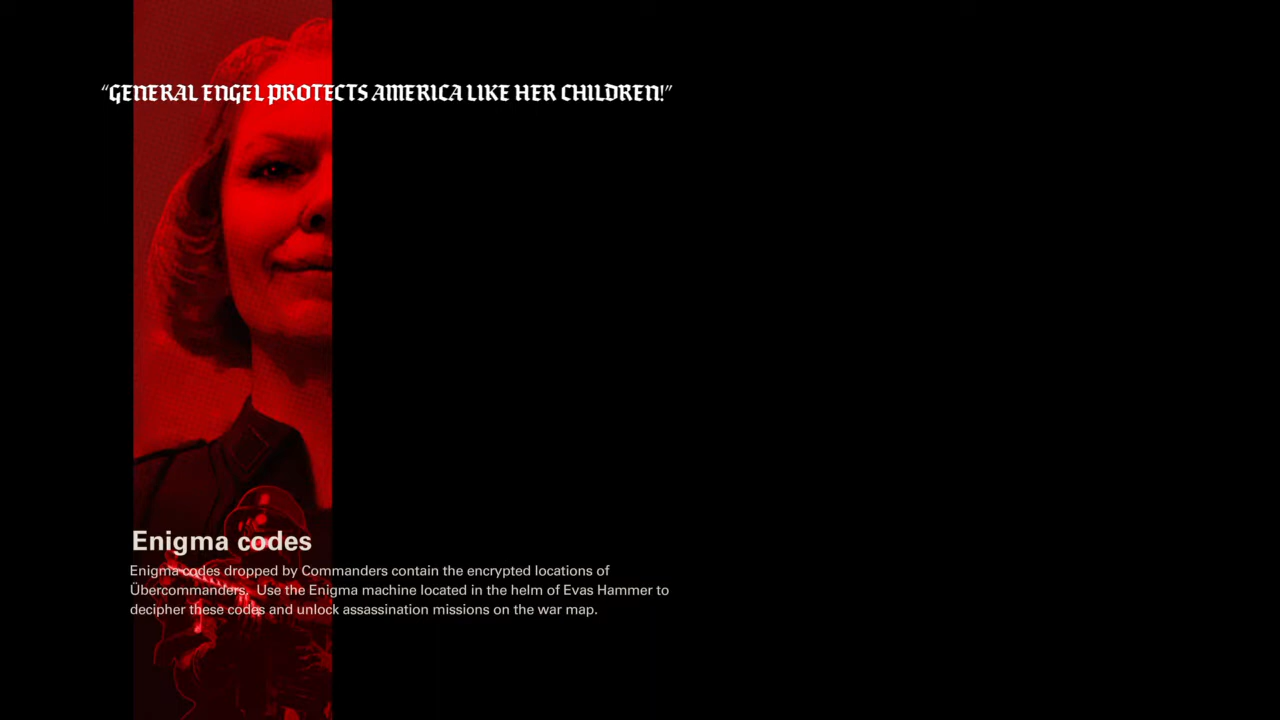 “GENERAL ENGEL PROTECTS AMERICA LIKE HER CHILDREN!”
Enigma codes
Enigma codes dropped by Commanders contain the encrypted locations of
Übercommanders.  Use the Enigma machine located in the helm of Evas Hammer to
decipher these codes and unlock assassination missions on the war map.